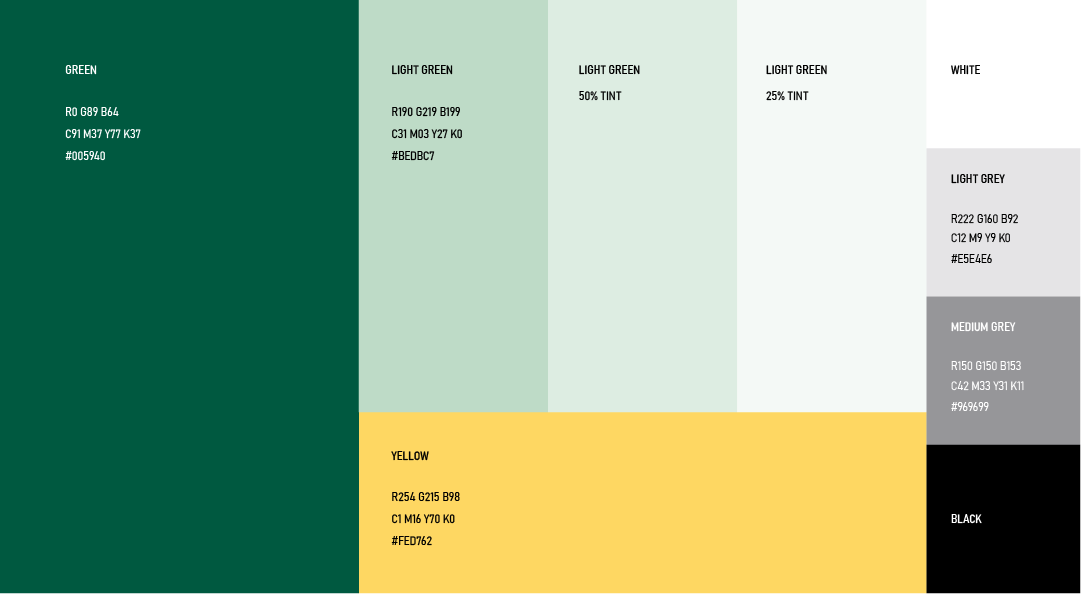 GREEN
R0 G89 B64
C91 M37 Y77 K37
#005940
LIGHT GREEN
R190 G219 B199
C31 M03 Y27 K0
#BEDBC7
LIGHT GREEN
50% TINT
LIGHT GREEN
25% TINT
WHITE
LIGHT GREY
R222 G160 B92
C12 M9 Y9 K0
#E5E4E6
MEDIUM GREY
R150 G150 B153
C42 M33 Y31 K11
#969699
YELLOW
R254 G215 B98
C1 M16 Y70 K0
#FED762
BLACK